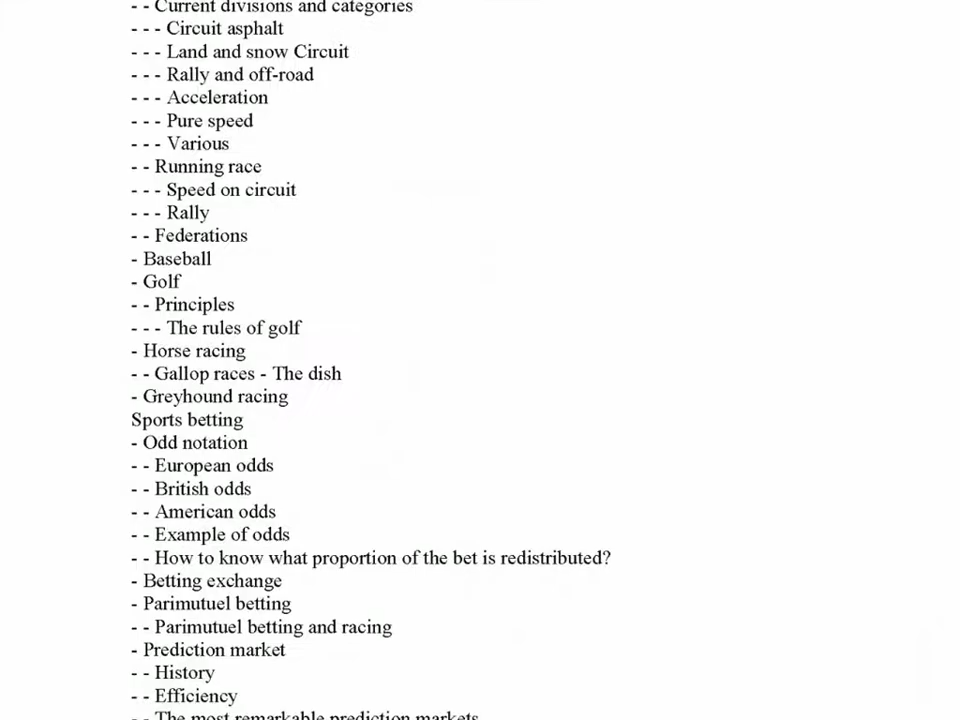 - - Current divisions and categories
- - - Circuit asphalt
- - - Land and snow Circuit
- - - Rally and off-road
- - - Acceleration
- - - Pure speed
- - - Various
- - Running race
- - - Speed on circuit
- - - Rally
- - Federations
- Baseball
- Golf
- - Principles
- - - The rules of golf
- Horse racing
- - Gallop races - The dish
- Greyhound racing
Sports betting
- Odd notation
- - European odds
- - British odds
- - American odds
- - Example of odds
- - How to know what proportion of the bet is redistributed?
- Betting exchange
- Parimutuel betting
- - Parimutuel betting and racing
- Prediction market
- - History
- - Efficiency
- - The most remarkable prediction markets